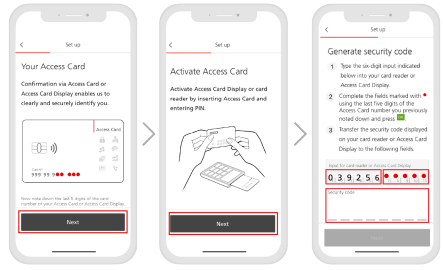 Set up
Your Access Card
Confirmation via Access Card or
Access Card Display enables us to
clearly and securely identify you.
Access Card
Card n°
999 99 9
Now note down the last 5 digits of the card
number of your Access Card or Access Card Display.
Next
Set up
Activate Access Card
Activate Access Card Display or card
reader by inserting Access Card and
entering PIN.
Next
Set up
Generate security code
1 Type the six-digit input indicated
below into your card reader or
Access Card Display.
2 Complete the fields marked with
using the last five digits of the
Access Card number you previously
noted down and press OK
3 Transfer the security code displayed
on your card reader or Access Card
Display to the following fields.
Input for card reader or Access Card Display
0 3 9 2 5 6
Security code
Next